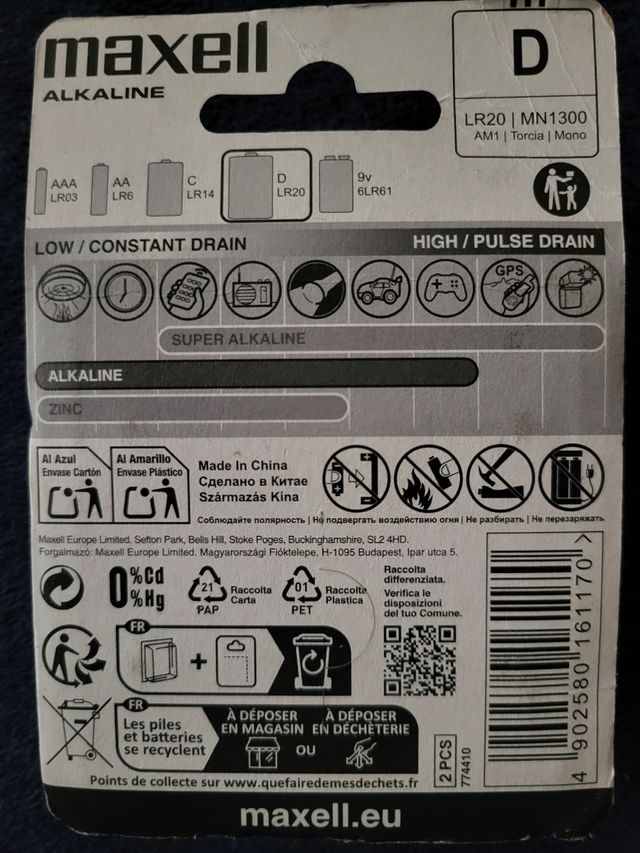 maxell
ALKALINE
D
LR20 | MN1300
AM1 | Torcia | Mono
AAA
LR03
AA
LR6
C
LR14
D
LR20
9v
6LR61
LOW / CONSTANT DRAIN
HIGH / PULSE DRAIN
GPS
SUPER ALKALINE
ALKALINE
ZINC
Al Azul
Envase Cartón
Al Amarillo
Envase Plástico
Made In China
Сделано в Китае
Származás Kína
Соблюдайте полярность | Не подвергать воздействию огня | Не разбирать | Не перезаряжать
Maxell Europe Limited. Sefton Park, Bells Hill, Stoke Poges, Buckinghamshire, SL2 4HD.
Forgalmazó: Maxell Europe Limited. Magyarországi Fióktelepe, H-1095 Budapest, Ipar utca 5.
0%Cd
%Hg
21
PAP
Raccolta
Carta
01
PET
Raccolta
Plastica
Raccolta
differenziata.
Verifica le
disposizioni
del tuo Comune.
FR
+
FR
Les piles
et batteries
se recyclent
À DÉPOSER
EN MAGASIN
OU
À DÉPOSER
EN DÉCHÈTERIE
Points de collecte sur www.quefairedemesdechets.fr
2 PCS
774410
4 902580 161170 >
maxell.eu